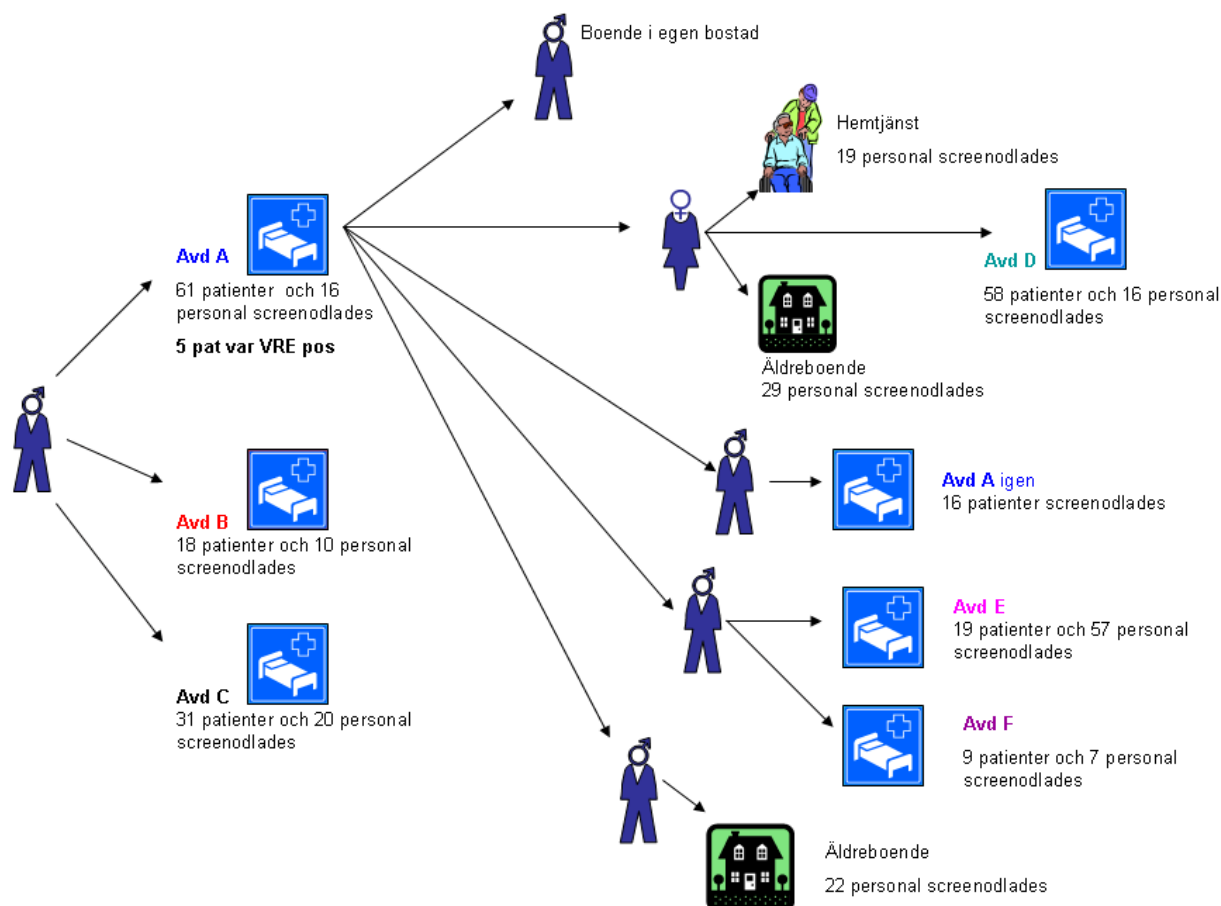 Boende i egen bostad
Hemtjänst
19 personal screenodlades
Avd A
61 patienter och 16
personal screenodlades
5 pat var VRE pos
Avd D
58 patienter och 16 personal
screenodlades
Äldreboende
29 personal screenodlades
Avd B
18 patienter och 10 personal
screenodlades
Avd A igen
16 patienter screenodlades
Avd E
19 patienter och 57 personal
screenodlades
Avd C
31 patienter och 20 personal
screenodlades
Avd F
9 patienter och 7 personal
screenodlades
Äldreboende
22 personal screenodlades